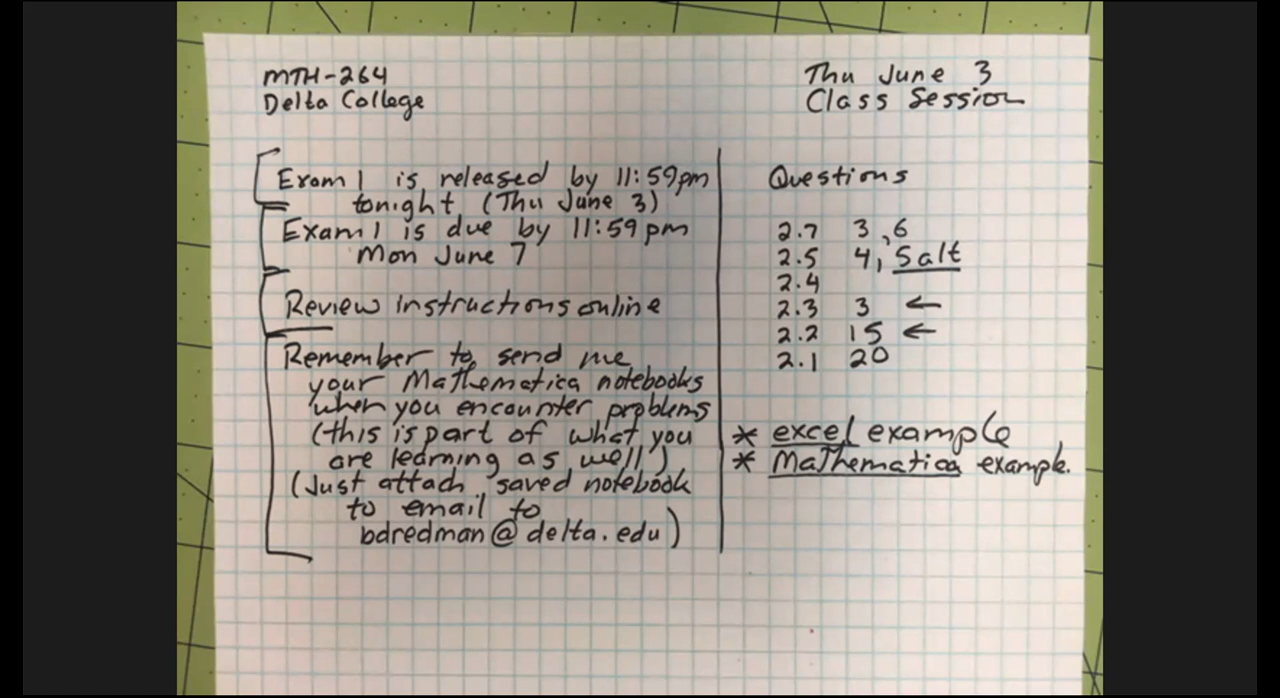 MTH-264
Delta College
Thu June 3
Class Session
Exam 1 is released by 11:59pm
tonight (Thu June 3)
Exam 1 is due by 11:59pm
Mon June 7
Review instructions online
Remember to send me
your Mathematica notebooks
when you encounter problems
(this is part of what you
are learning as well)
(Just attach saved notebook
to email to
bdredman@delta.edu)
Questions
2.7 3,6
2.5 4, Salt
2.4
2.3 3 ←
2.2 15 ←
2.1 20
* excel example
* Mathematica example.